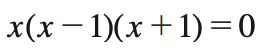 x(x − 1)(x + 1) = 0